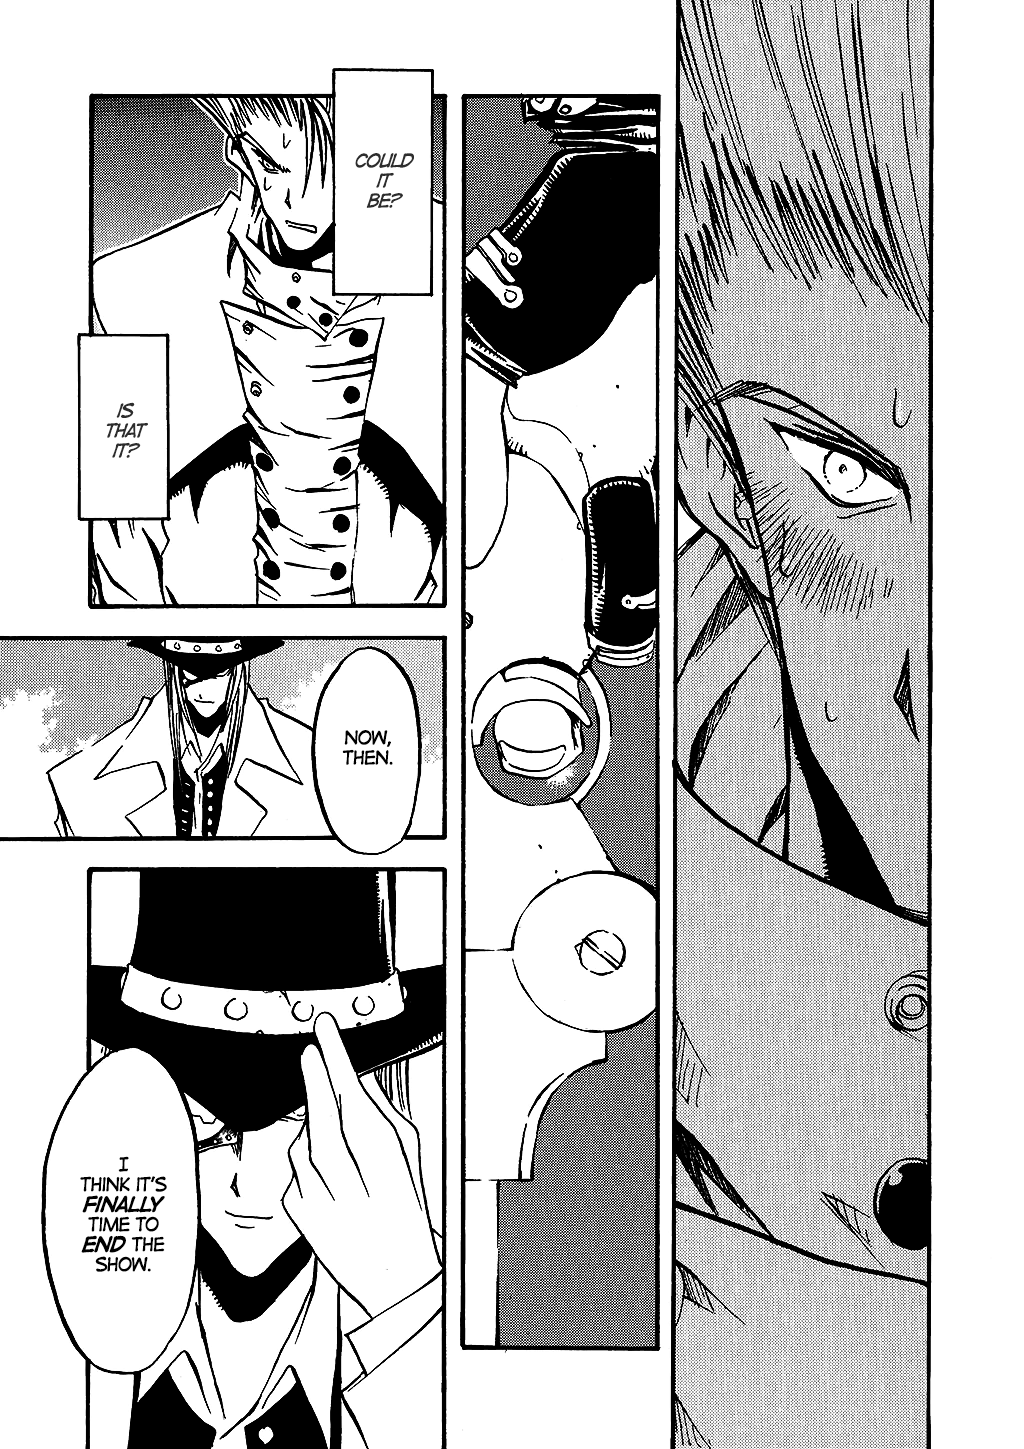 COULD
IT
BE?
IS
THAT
IT?
NOW,
THEN.
I
THINK IT'S
FINALLY
TIME TO
END THE
SHOW.